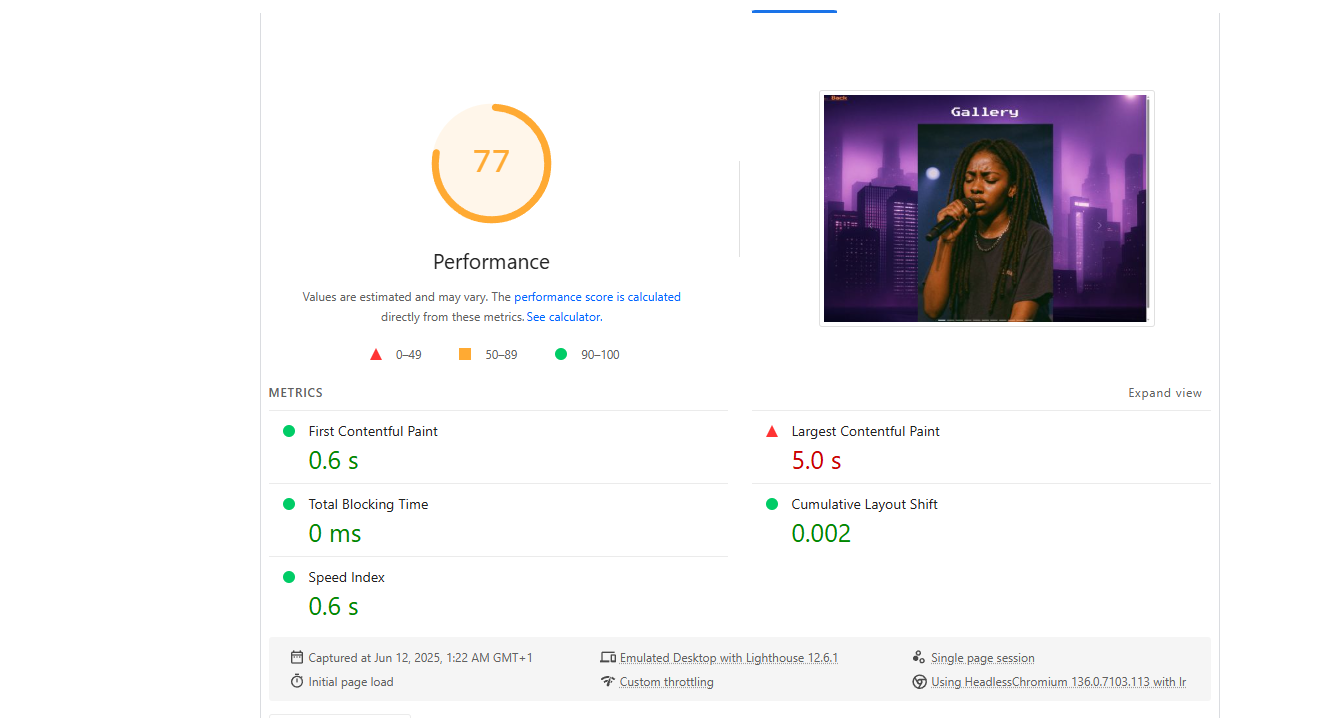 Back
Gallery
77
Performance
Values are estimated and may vary. The performance score is calculated
directly from these metrics. See calculator.
0–49
50–89
90–100
METRICS
Expand view
First Contentful Paint
0.6 s
Largest Contentful Paint
5.0 s
Total Blocking Time
0 ms
Cumulative Layout Shift
0.002
Speed Index
0.6 s
Captured at Jun 12, 2025, 1:22 AM GMT+1
Emulated Desktop with Lighthouse 12.6.1
Single page session
Initial page load
Custom throttling
Using HeadlessChromium 136.0.7103.113 with lr